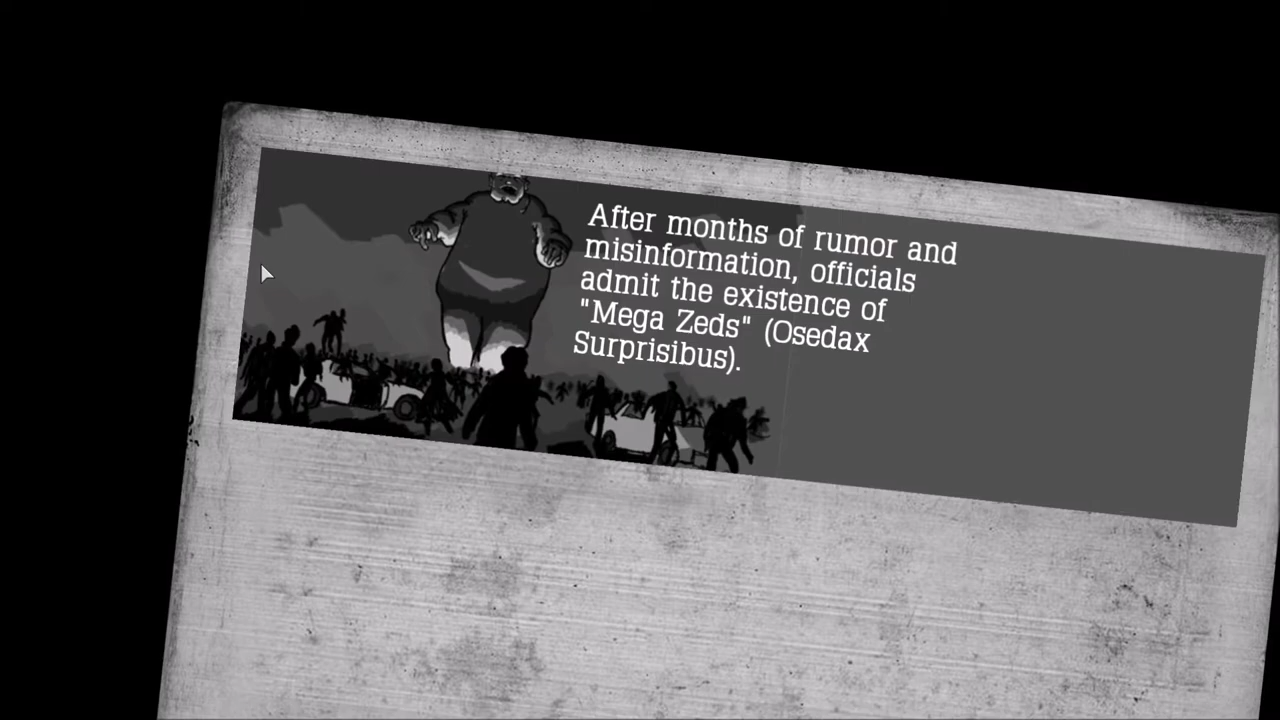 After months of rumor and
misinformation, officials
admit the existence of
"Mega Zeds" (Osedax
Surprisibus).